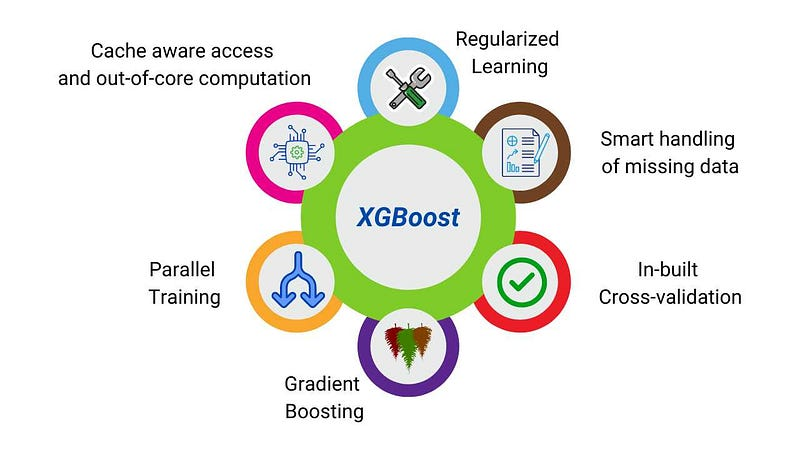 Cache aware access
and out-of-core computation
Regularized
Learning
Smart handling
of missing data
XGBoost
Parallel
Training
In-built
Cross-validation
Gradient
Boosting